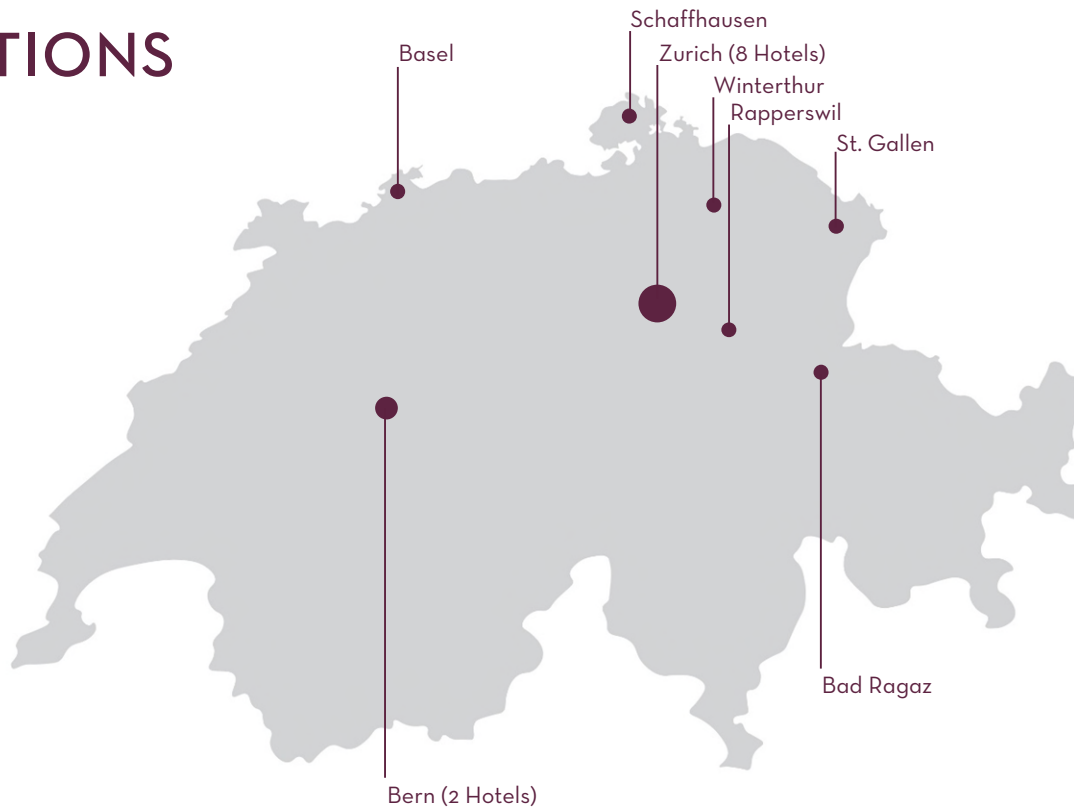 TIONS
Schaffhausen
Basel
Zurich (8 Hotels)
Winterthur
Rapperswil
St. Gallen
Bad Ragaz
Bern (2 Hotels)